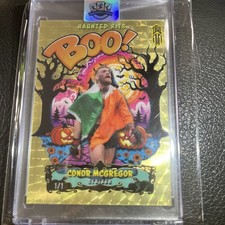 HAUNTED HITS
BOO!
CONOR MCGREGOR
1/1